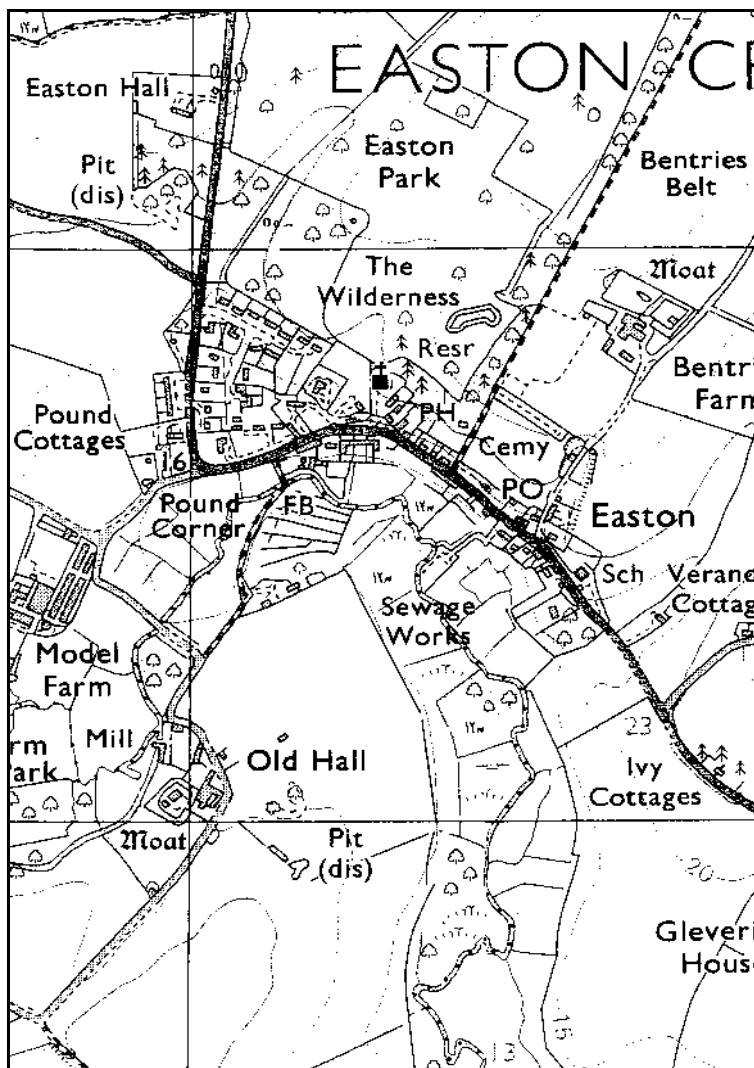 EASTON
Easton Hall
Easton
Park
Bentries
Belt
Pit
(dis)
The
Wilderness
Moat
Resr
PH
Pound
Cottages
Cemy
16
PO
Pound
Corner
FB
Easton
Sch
Sewage
Works
Model
Farm
Mill
Old Hall
Park
23
Ivy
Cottages
Moat
Pit
(dis)
20
15
13